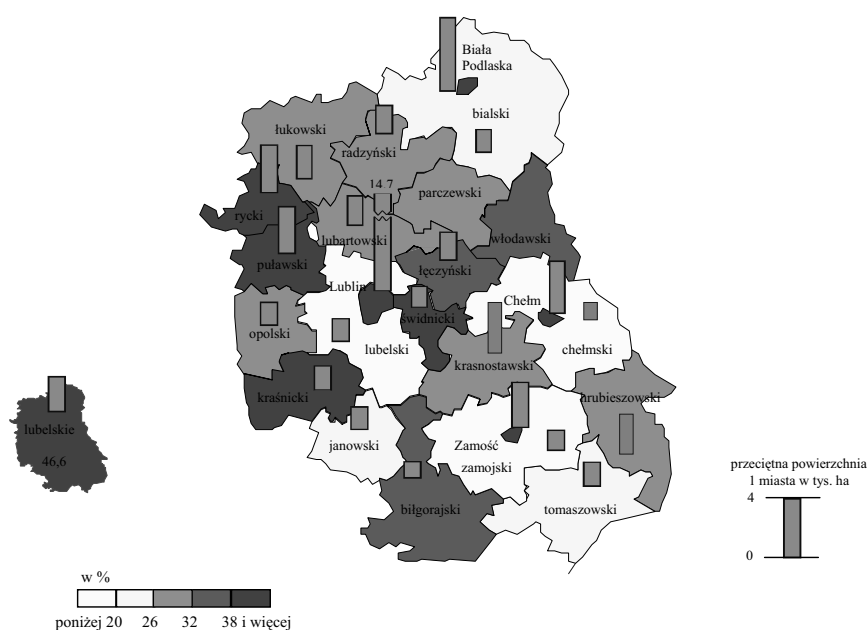 Biała
Podlaska
bialski
łukowski
radzyński
14,7
parczewski
rycki
lubartowski
włodawski
puławski
łęczyński
Lublin
Chełm
świdnicki
opolski
lubelski
chełmski
krasnostawski
kraśnicki
hrubieszowski
lubelskie
janowski
Zamość
zamojski
46,6
przeciętna powierzchnia
1 miasta w tys. ha
4
biłgorajski
tomaszowski
0
w %
poniżej 20 26 32 38 i więcej